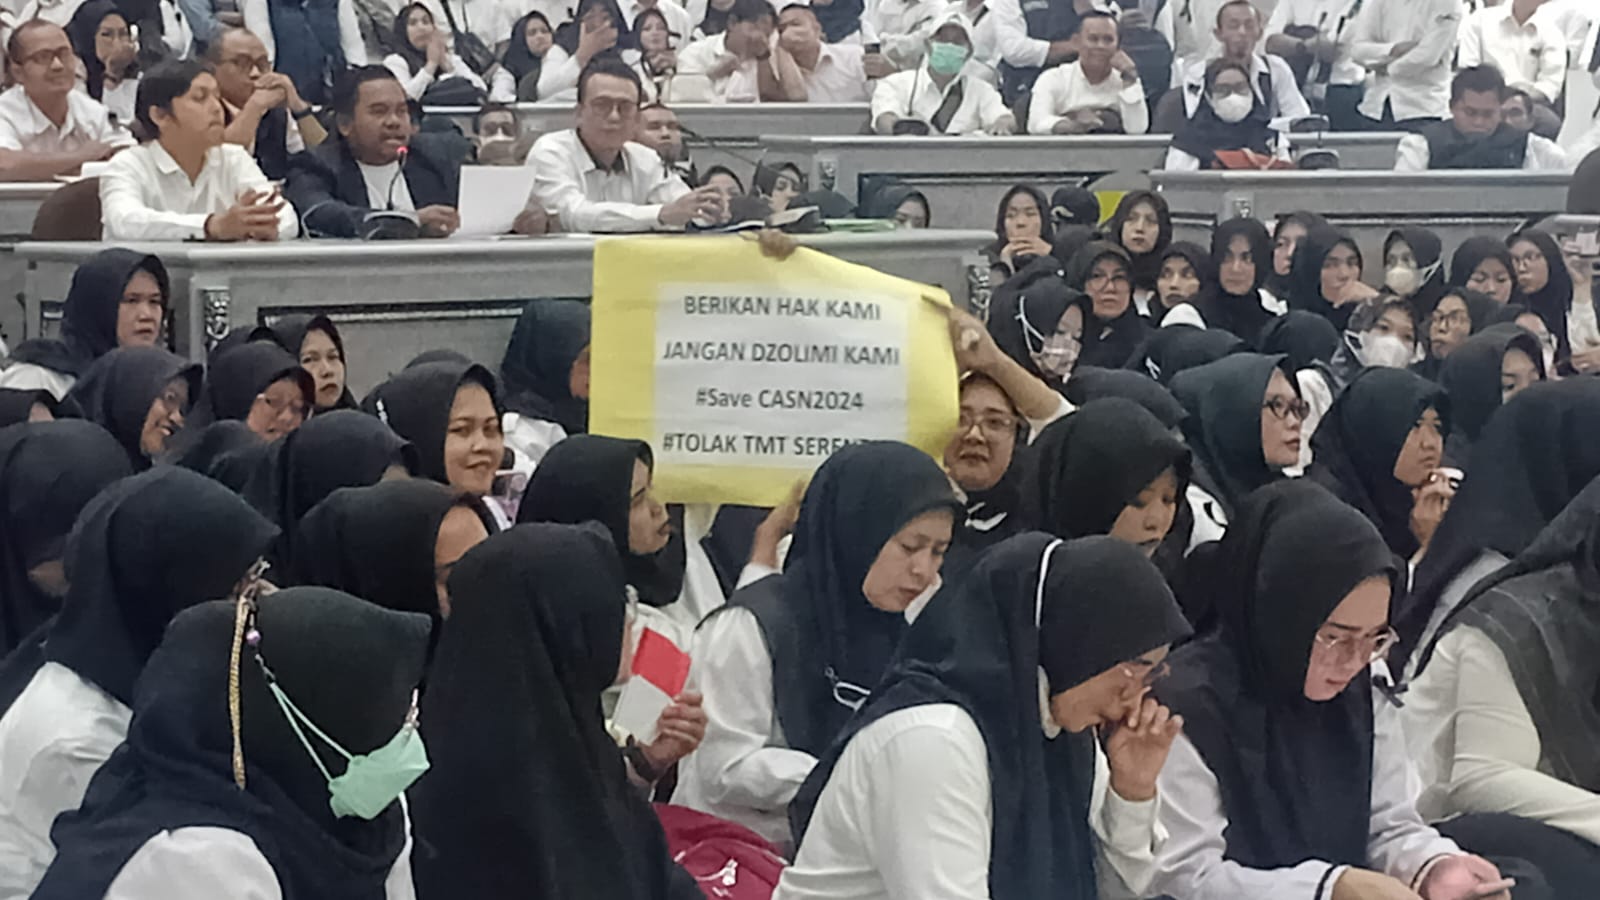 BERIKAN HAK KAMI
JANGAN DZOLIMI KAMI
#Save CASN2024
#TOLAK TMT